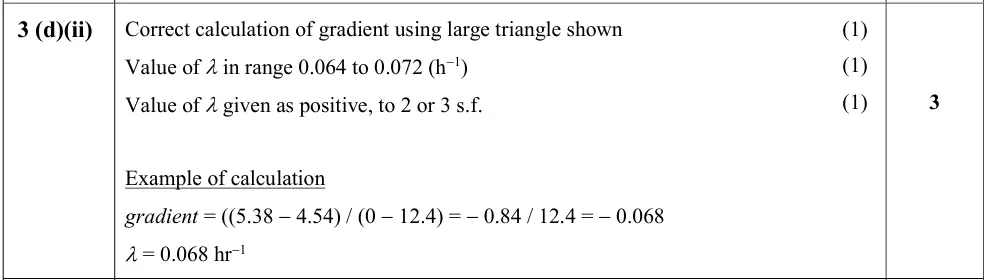 3 (d)(ii) Correct calculation of gradient using large triangle shown (1)
Value of λ in range 0.064 to 0.072 (h⁻¹) (1)
Value of λ given as positive, to 2 or 3 s.f. (1) 3
Example of calculation
gradient = ((5.38 – 4.54) / (0 – 12.4) = – 0.84 / 12.4 = – 0.068
λ = 0.068 hr⁻¹